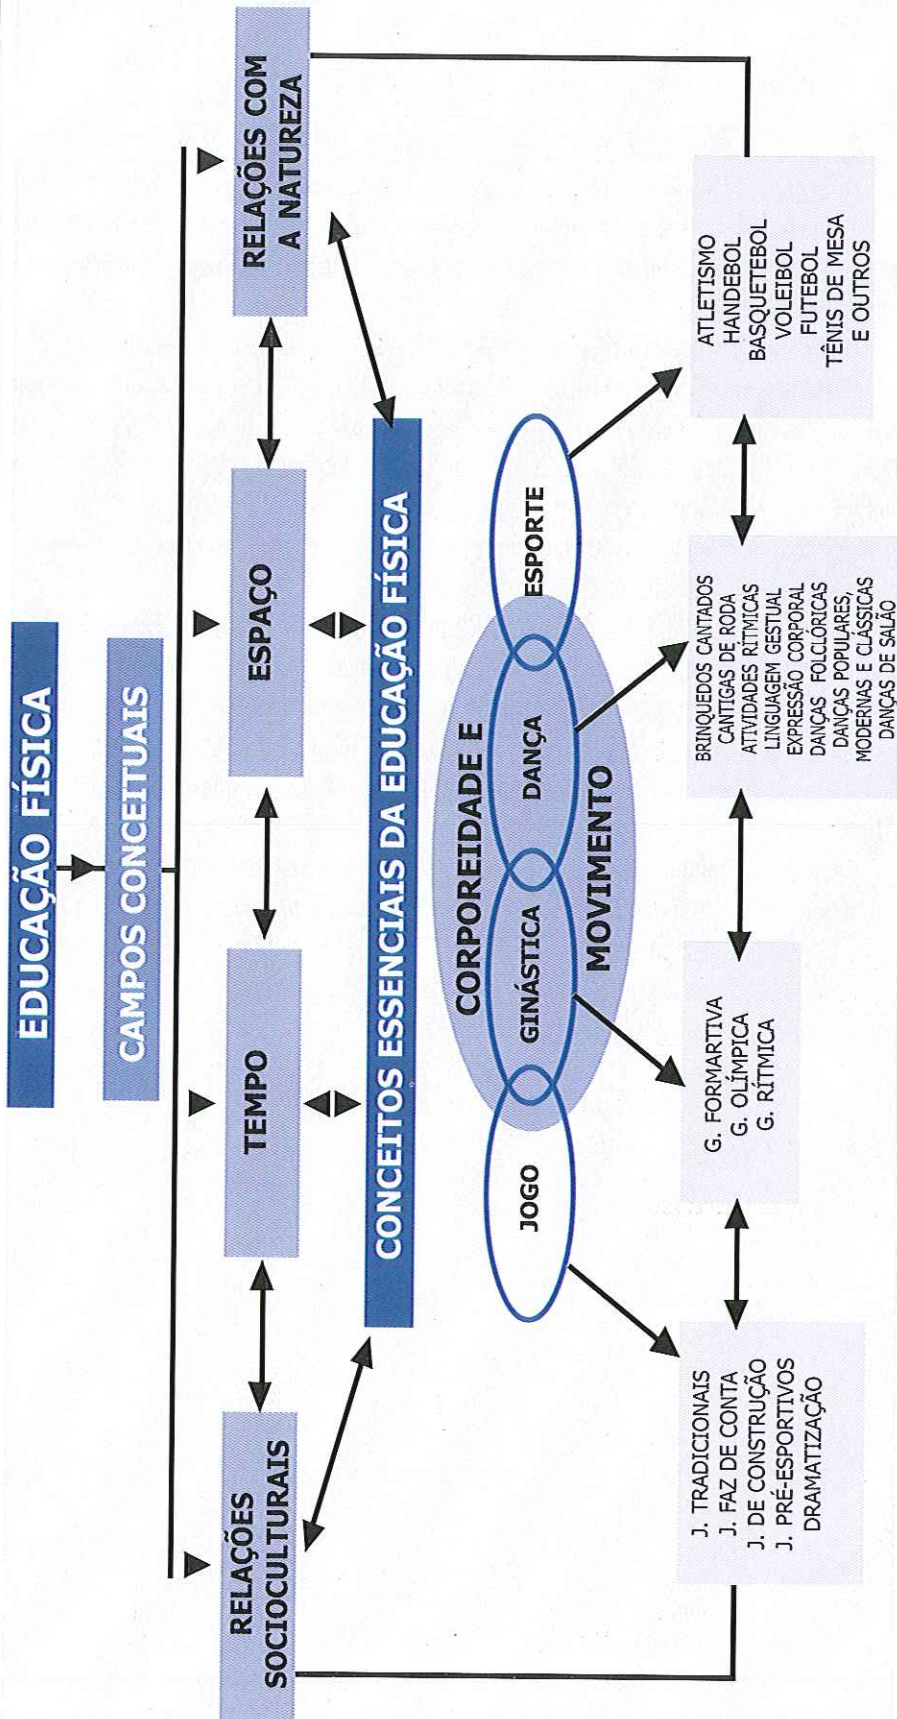 EDUCAÇÃO FÍSICA
CAMPOS CONCEITUAIS
RELAÇÕES
SOCIOCULTURAIS
TEMPO
ESPAÇO
RELAÇÕES COM
A NATUREZA
CONCEITOS ESSENCIAIS DA EDUCAÇÃO FÍSICA
CORPOREIDADE E
JOGO
GINÁSTICA
DANÇA
ESPORTE
MOVIMENTO
J. TRADICIONAIS
J. FAZ DE CONTA
J. DE CONSTRUÇÃO
J. PRÉ-ESPORTIVOS
DRAMATIZAÇÃO
G. FORMARTIVA
G. OLÍMPICA
G. RÍTMICA
BRINQUEDOS CANTADOS
CANTIGAS DE RODA
ATIVIDADES RÍTMICAS
LINGUAGEM GESTUAL
EXPRESSÃO CORPORAL
DANÇAS FOLCLÓRICAS
DANÇAS POPULARES,
MODERNAS E CLÁSSICAS
DANÇAS DE SALÃO
ATLETISMO
HANDEBOL
BASQUETEBOL
VOLEIBOL
FUTEBOL
TÊNIS DE MESA
E OUTROS